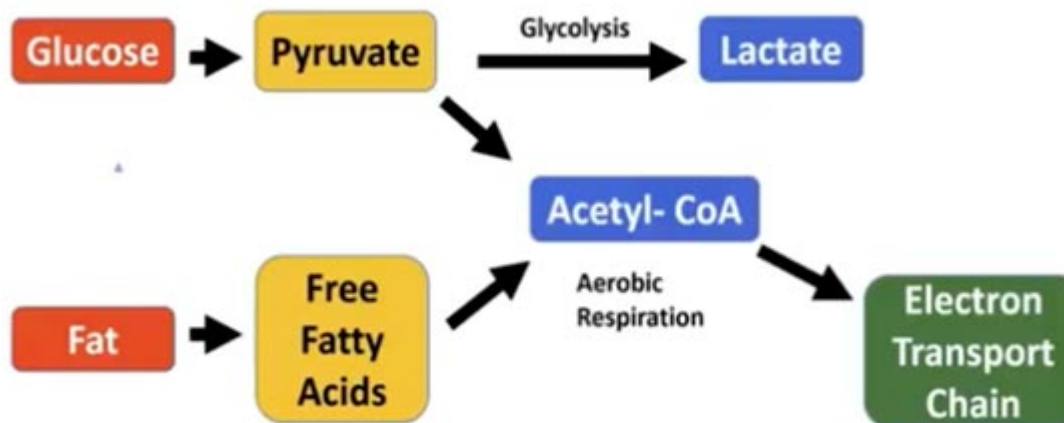 Glucose
Pyruvate
Glycolysis
Lactate
Acetyl- CoA
Aerobic
Respiration
Fat
Free
Fatty
Acids
Electron
Transport
Chain